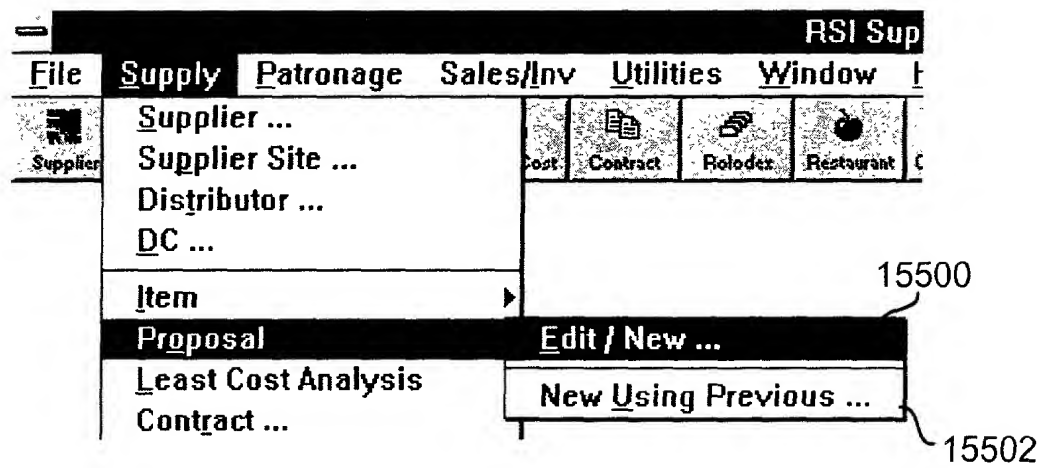 RSI Sup
File Supply Patronage Sales/Inv Utilities Window
Supplier Cost Contract Rolodex Restaurant
Supplier ...
Supplier Site ...
Distributor ...
DC ...
Item
Proposal
Least Cost Analysis
Contract ...
15500
Edit / New ...
New Using Previous ...
15502